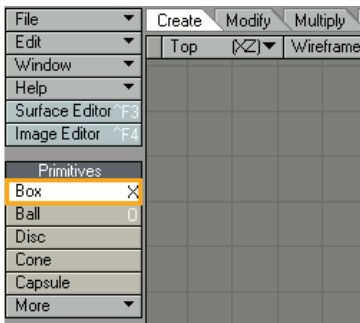 File
Edit
Window
Help
Surface Editor ^F3
Image Editor ^F4
Primitives
Box X
Ball O
Disc
Cone
Capsule
More
Create Modify Multiply
Top (XZ) Wireframe